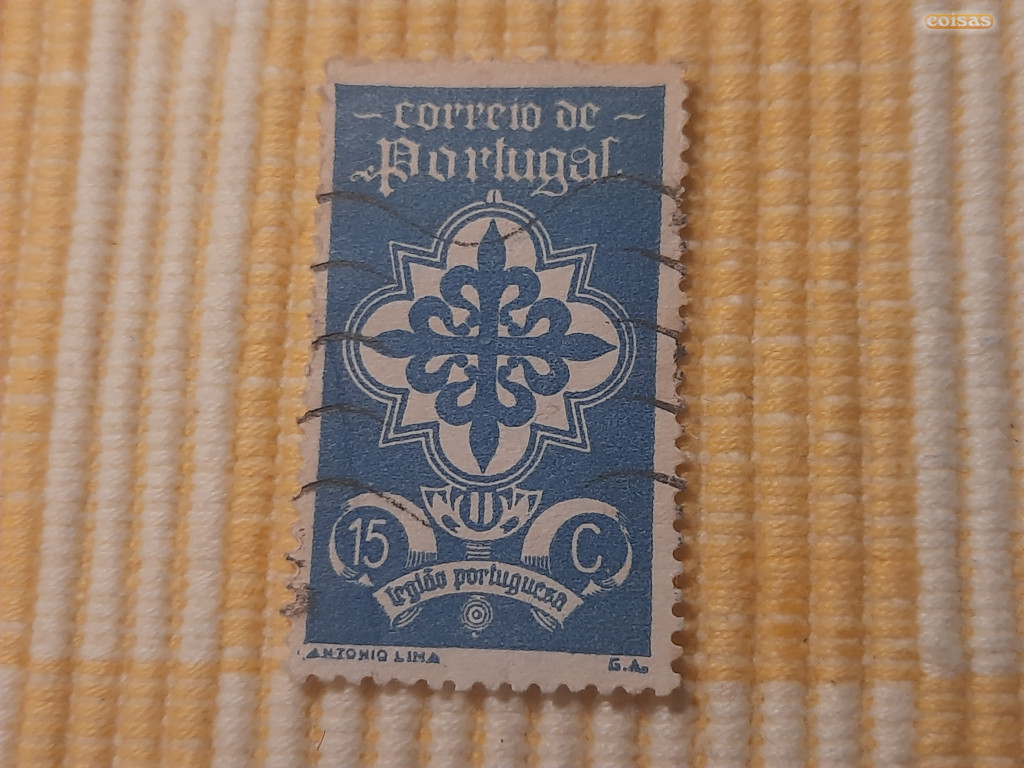 coisas
~ correio de ~
Portugal
15 C.
legião portuguesa
ANTONIO LIMA G.A.